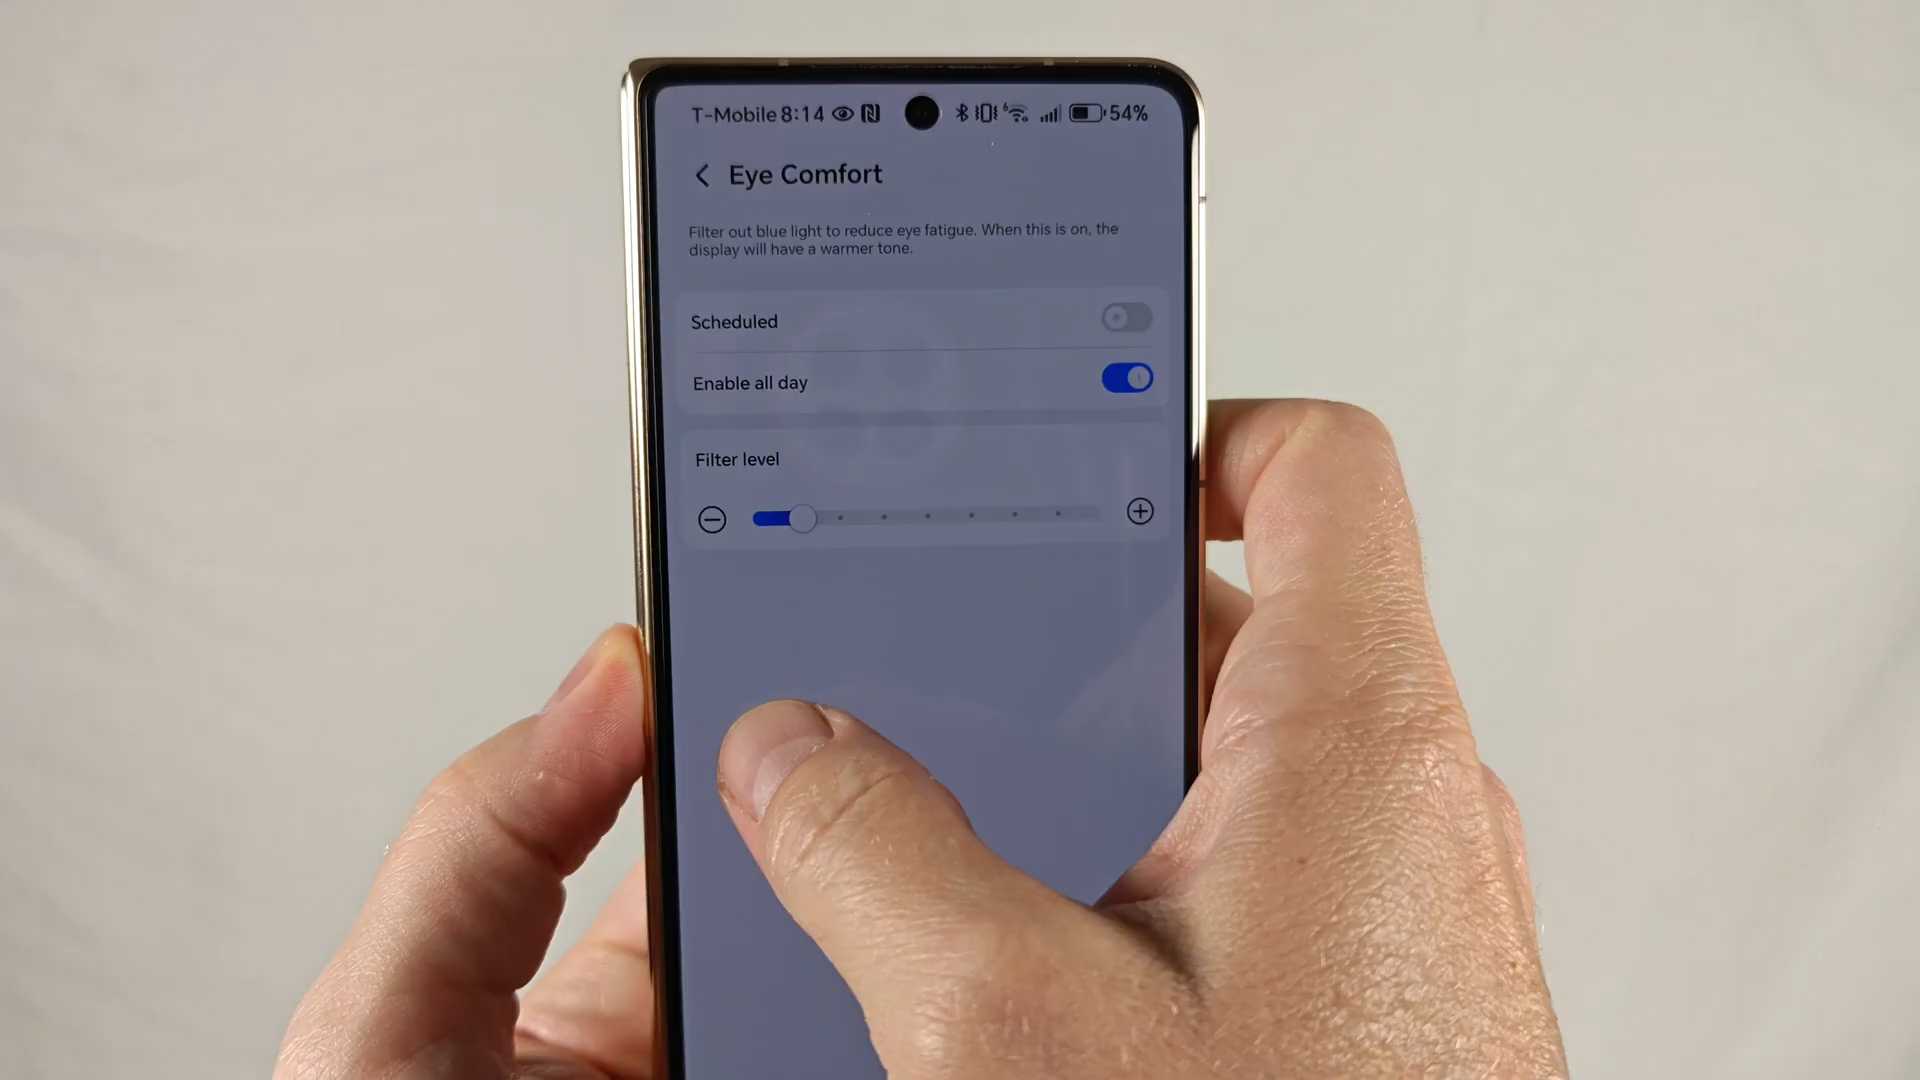 T-Mobile 8:14 54%
Eye Comfort
Filter out blue light to reduce eye fatigue. When this is on, the
display will have a warmer tone.
Scheduled
Enable all day
Filter level